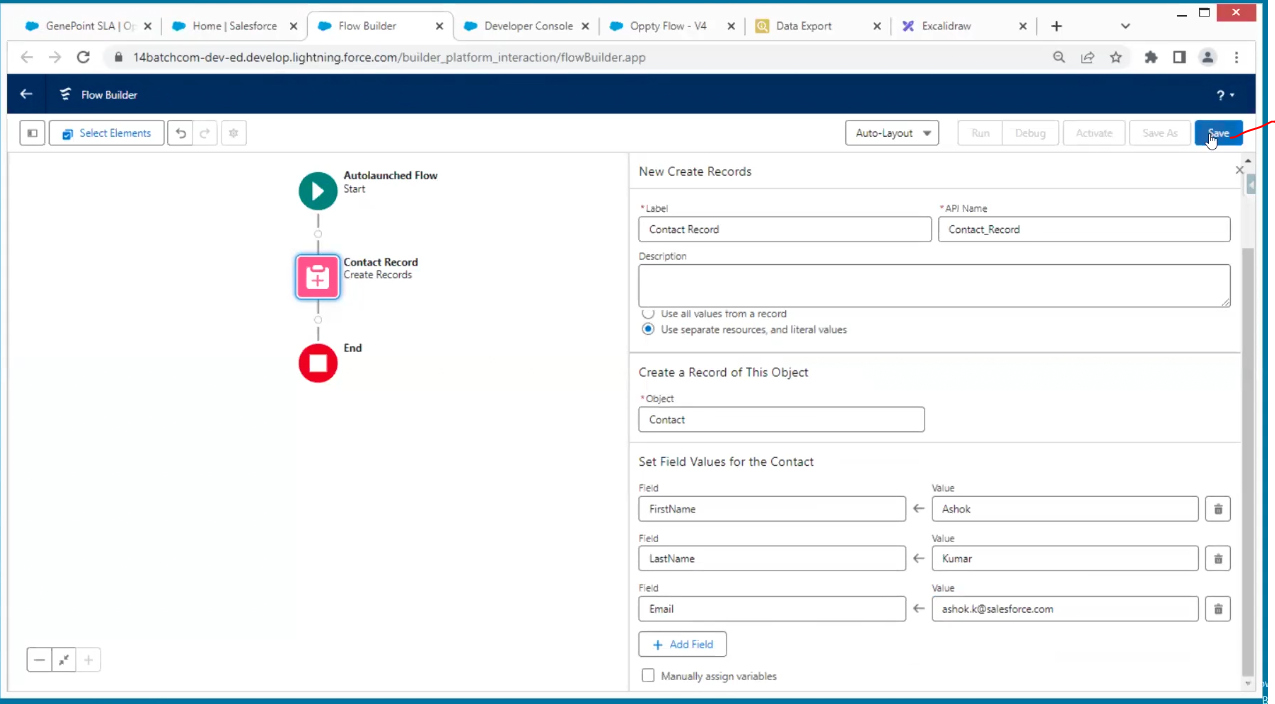 GenePoint SLA | Op
Home | Salesforce
Flow Builder
Developer Console
Oppty Flow - V4
Data Export
Excalidraw
14batchcom-dev-ed.develop.lightning.force.com/builder_platform_interaction/flowBuilder.app
Flow Builder
?
Select Elements
Auto-Layout
Run
Debug
Activate
Save As
Save
Autolaunched Flow
Start
Contact Record
Create Records
End
New Create Records
*Label
*API Name
Contact Record
Contact_Record
Description
Use all values from a record
Use separate resources, and literal values
Create a Record of This Object
*Object
Contact
Set Field Values for the Contact
Field
Value
FirstName
Ashok
Field
Value
LastName
Kumar
Field
Value
Email
ashok.k@salesforce.com
+ Add Field
Manually assign variables